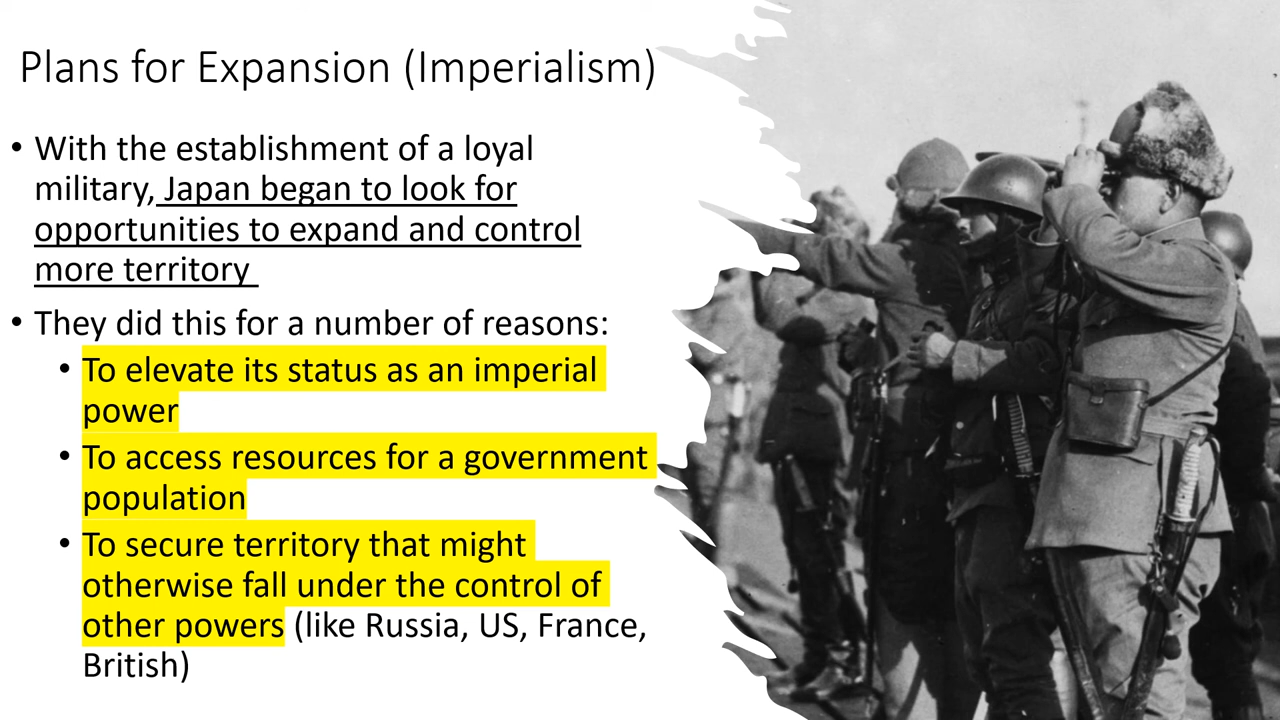 Plans for Expansion (Imperialism)
• With the establishment of a loyal
military, Japan began to look for
opportunities to expand and control
more territory
• They did this for a number of reasons:
• To elevate its status as an imperial
power
• To access resources for a government
population
• To secure territory that might
otherwise fall under the control of
other powers (like Russia, US, France,
British)